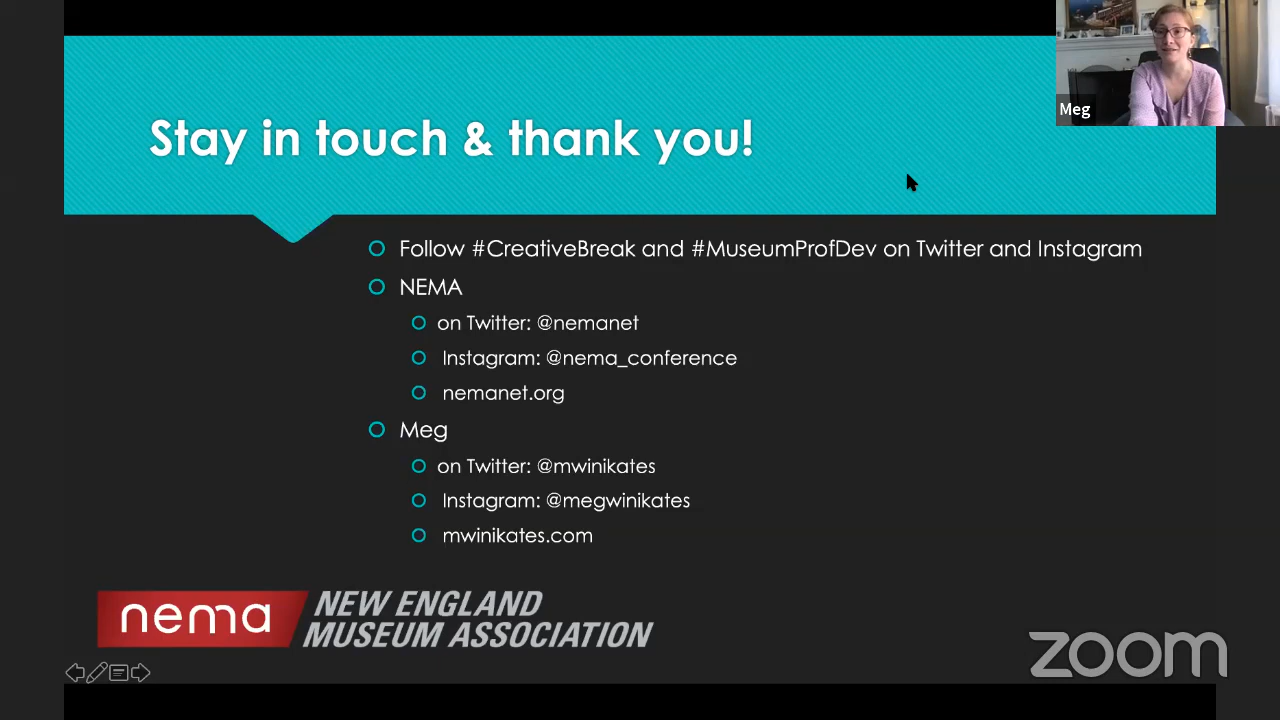 Meg
Stay in touch & thank you!
Follow #CreativeBreak and #MuseumProfDev on Twitter and Instagram
NEMA
on Twitter: @nemanet
Instagram: @nema_conference
nemanet.org
Meg
on Twitter: @mwinikates
Instagram: @megwinikates
mwinikates.com
nema
NEW ENGLAND
MUSEUM ASSOCIATION
zoom